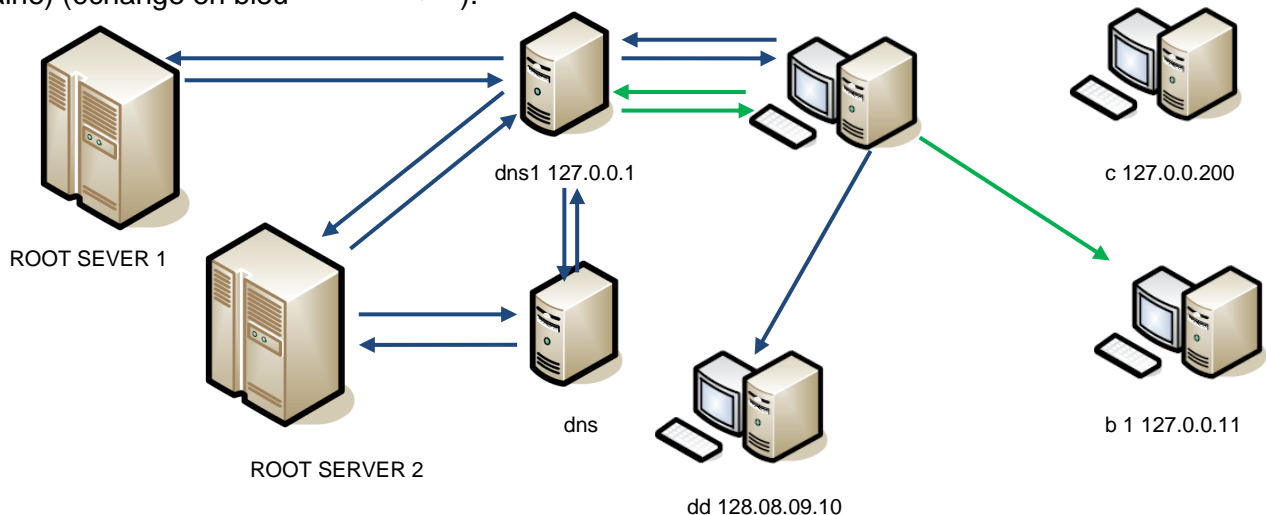 dns1 127.0.0.1
c 127.0.0.200
ROOT SEVER 1
dns
b 1 127.0.0.11
ROOT SERVER 2
dd 128.08.09.10